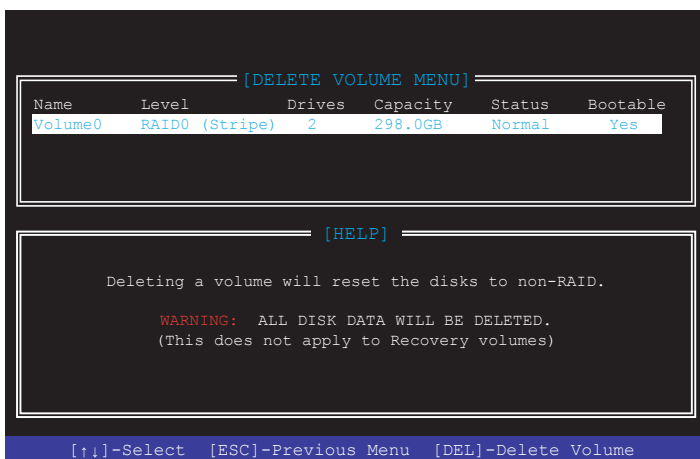 [DELETE VOLUME MENU]
Name Level Drives Capacity Status Bootable
Volume0 RAID0 (Stripe) 2 298.0GB Normal Yes
[HELP]
Deleting a volume will reset the disks to non-RAID.
WARNING: ALL DISK DATA WILL BE DELETED.
(This does not apply to Recovery volumes)
[↑↓]-Select [ESC]-Previous Menu [DEL]-Delete Volume